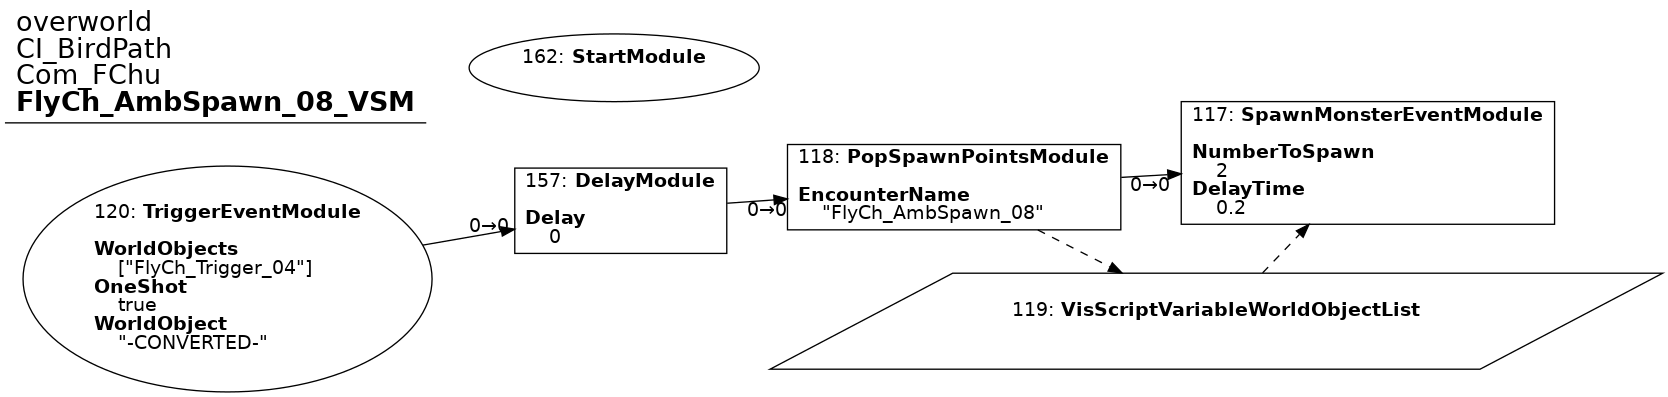 overworld
CI_BirdPath
Com_FChu
FlyCh_AmbSpawn_08_VSM
162: StartModule
120: TriggerEventModule
WorldObjects
["FlyCh_Trigger_04"]
OneShot
true
WorldObject
"-CONVERTED-"
0→0
157: DelayModule
Delay
0
0→0
118: PopSpawnPointsModule
EncounterName
"FlyCh_AmbSpawn_08"
0→0
117: SpawnMonsterEventModule
NumberToSpawn
2
DelayTime
0.2
119: VisScriptVariableWorldObjectList